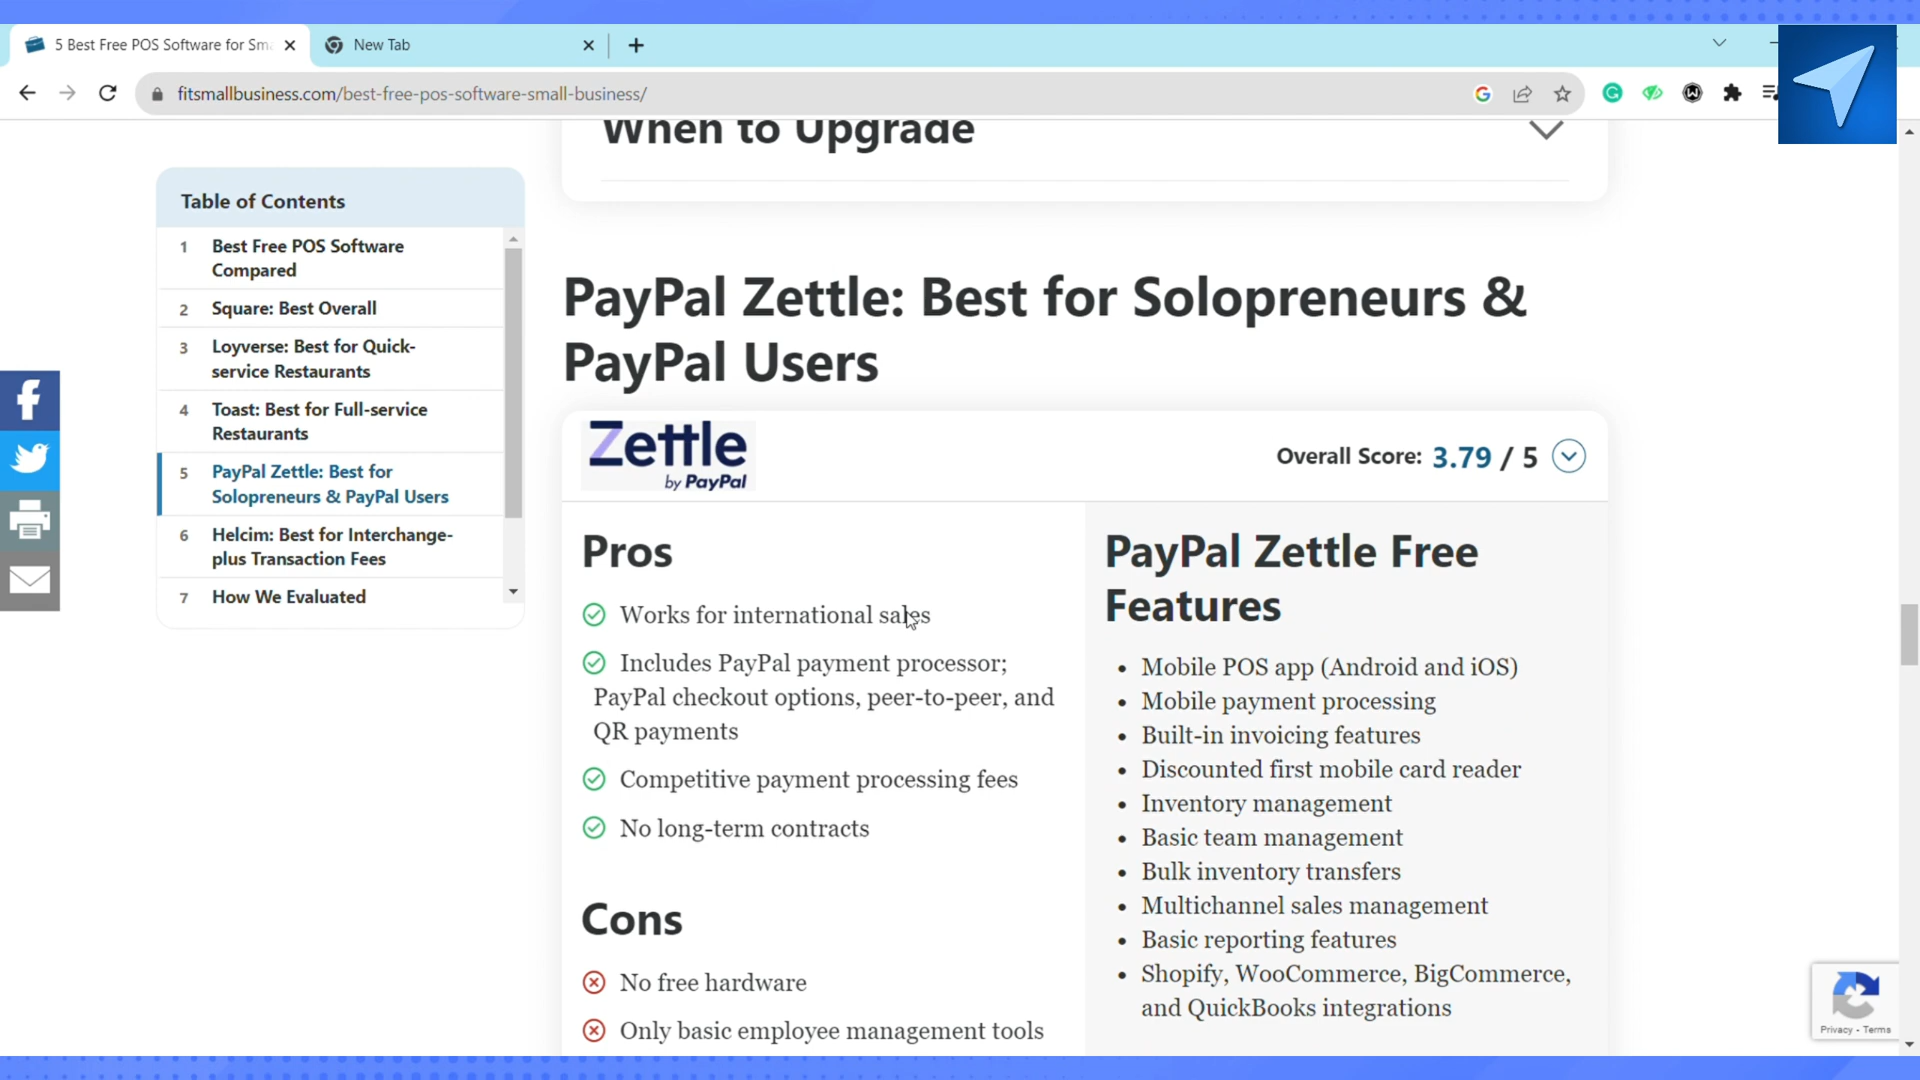 5 Best Free POS Software for Sma
New Tab
fitsmallbusiness.com/best-free-pos-software-small-business/
When to Upgrade
Table of Contents
1 Best Free POS Software
Compared
2 Square: Best Overall
3 Loyverse: Best for Quick-
service Restaurants
4 Toast: Best for Full-service
Restaurants
5 PayPal Zettle: Best for
Solopreneurs & PayPal Users
6 Helcim: Best for Interchange-
plus Transaction Fees
7 How We Evaluated
PayPal Zettle: Best for Solopreneurs &
PayPal Users
Zettle
by PayPal
Overall Score: 3.79 / 5
Pros
Works for international sales
Includes PayPal payment processor;
PayPal checkout options, peer-to-peer, and
QR payments
Competitive payment processing fees
No long-term contracts
Cons
No free hardware
Only basic employee management tools
PayPal Zettle Free
Features
• Mobile POS app (Android and iOS)
• Mobile payment processing
• Built-in invoicing features
• Discounted first mobile card reader
• Inventory management
• Basic team management
• Bulk inventory transfers
• Multichannel sales management
• Basic reporting features
• Shopify, WooCommerce, BigCommerce,
and QuickBooks integrations
Privacy - Terms